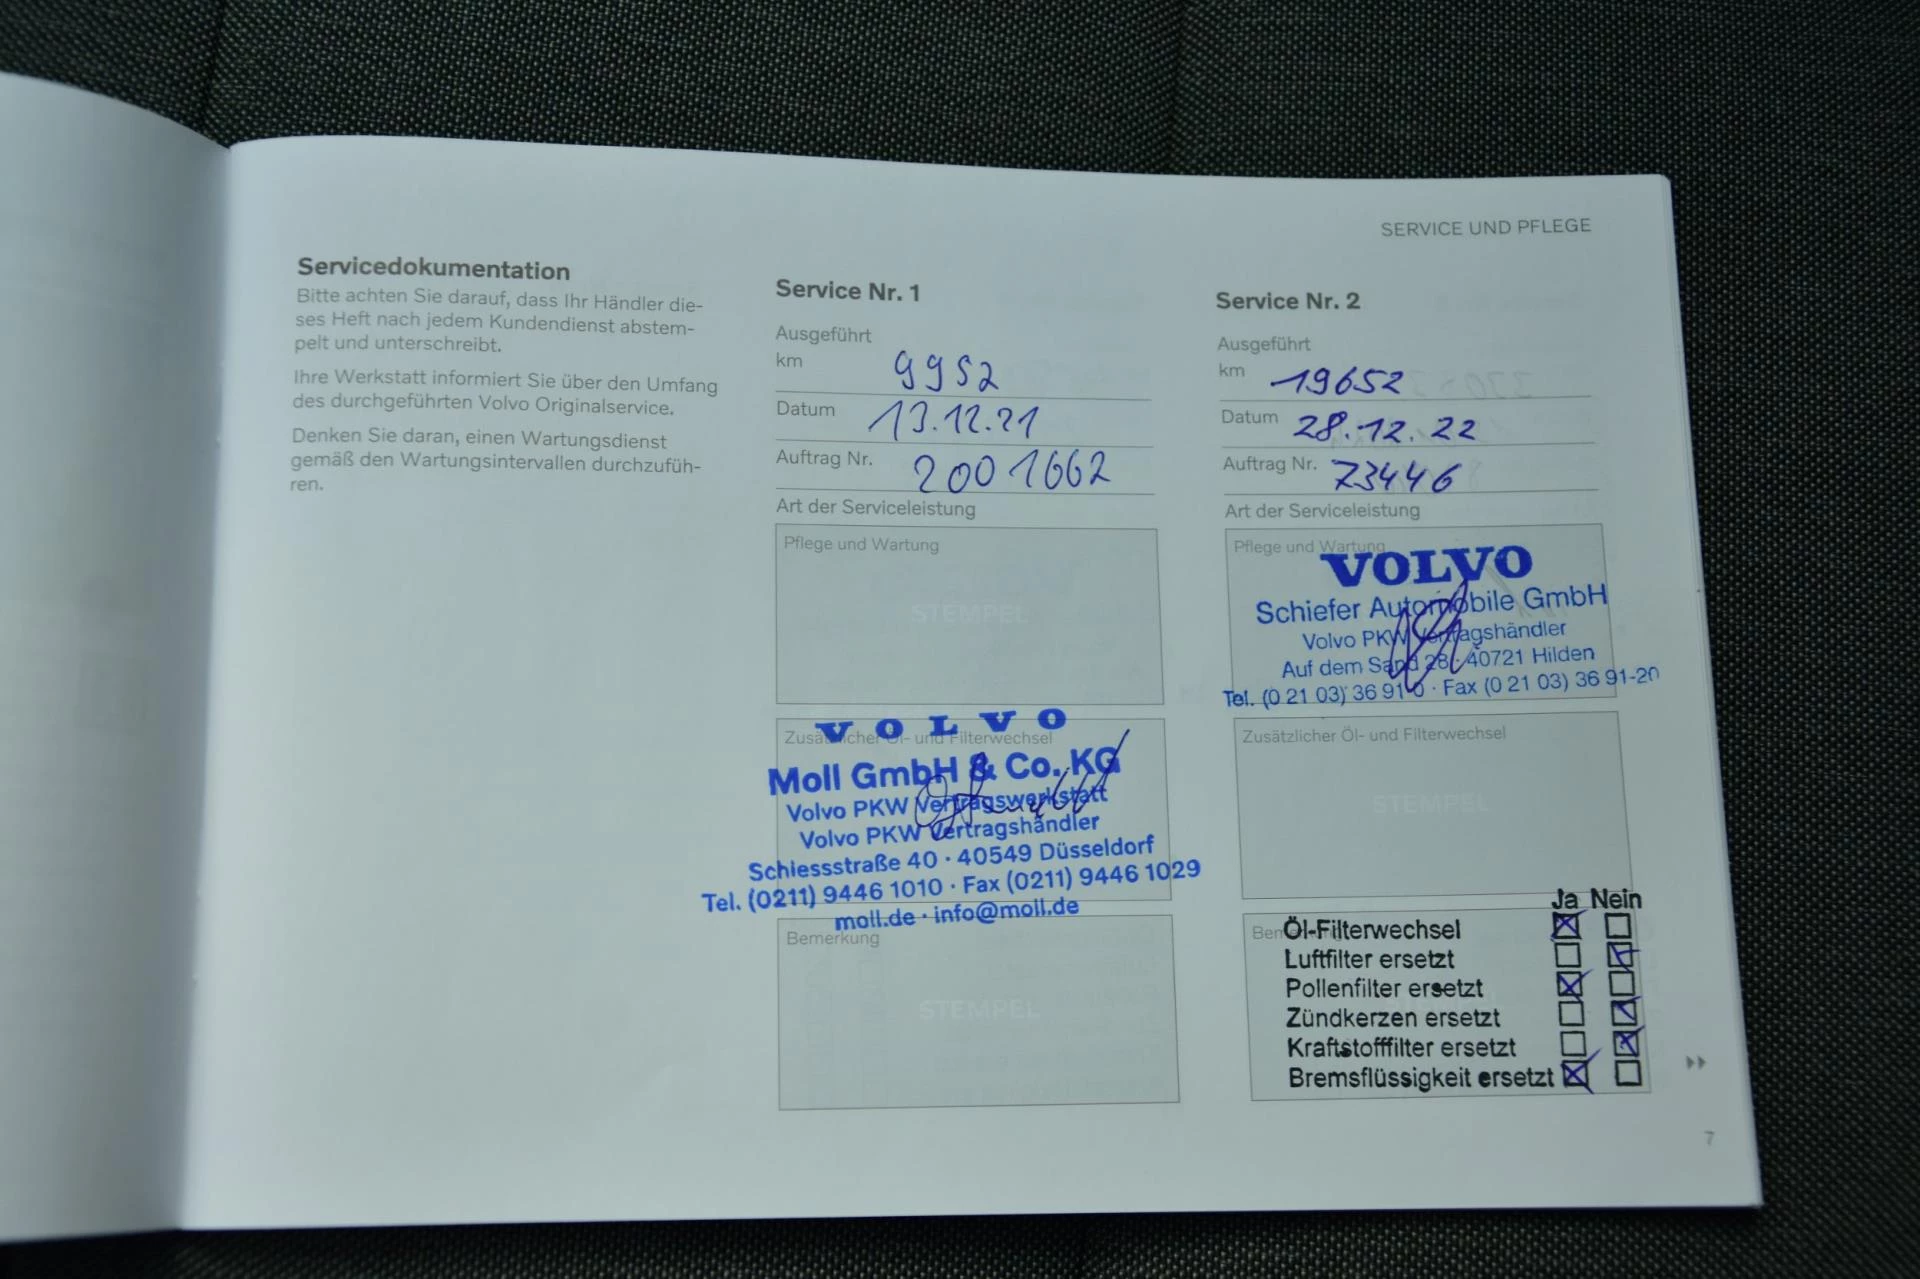 SERVICE UND PFLEGE
Servicedokumentation
Bitte achten Sie darauf, dass Ihr Händler die-
ses Heft nach jedem Kundendienst abstem-
pelt und unterschreibt.
Ihre Werkstatt informiert Sie über den Umfang
des durchgeführten Volvo Originalservice.
Denken Sie daran, einen Wartungsdienst
gemäß den Wartungsintervallen durchzufüh-
ren.
Service Nr. 1
Ausgeführt
km 9952
Datum 13.12.21
Auftrag Nr. 2001662
Art der Serviceleistung
Pflege und Wartung
STEMPEL
Zusätzlicher Öl- und Filterwechsel
VOLVO
Moll GmbH & Co. KG
Volvo PKW Vertragswerkstatt
Volvo PKW Vertragshändler
Schiessstraße 40 · 40549 Düsseldorf
Tel. (0211) 9446 1010 · Fax (0211) 9446 1029
moll.de · info@moll.de
Bemerkung
STEMPEL
Service Nr. 2
Ausgeführt
km 19652
Datum 28.12.22
Auftrag Nr. 73446
Art der Serviceleistung
Pflege und Wartung
VOLVO
Schiefer Automobile GmbH
Volvo PKW Vertragshändler
Auf dem Sand 28 · 40721 Hilden
Tel. (0 21 03) 36 91-0 · Fax (0 21 03) 36 91-20
Zusätzlicher Öl- und Filterwechsel
STEMPEL
Ja Nein
Öl-Filterwechsel
Luftfilter ersetzt
Pollenfilter ersetzt
Zündkerzen ersetzt
Kraftstofffilter ersetzt
Bremsflüssigkeit ersetzt
7